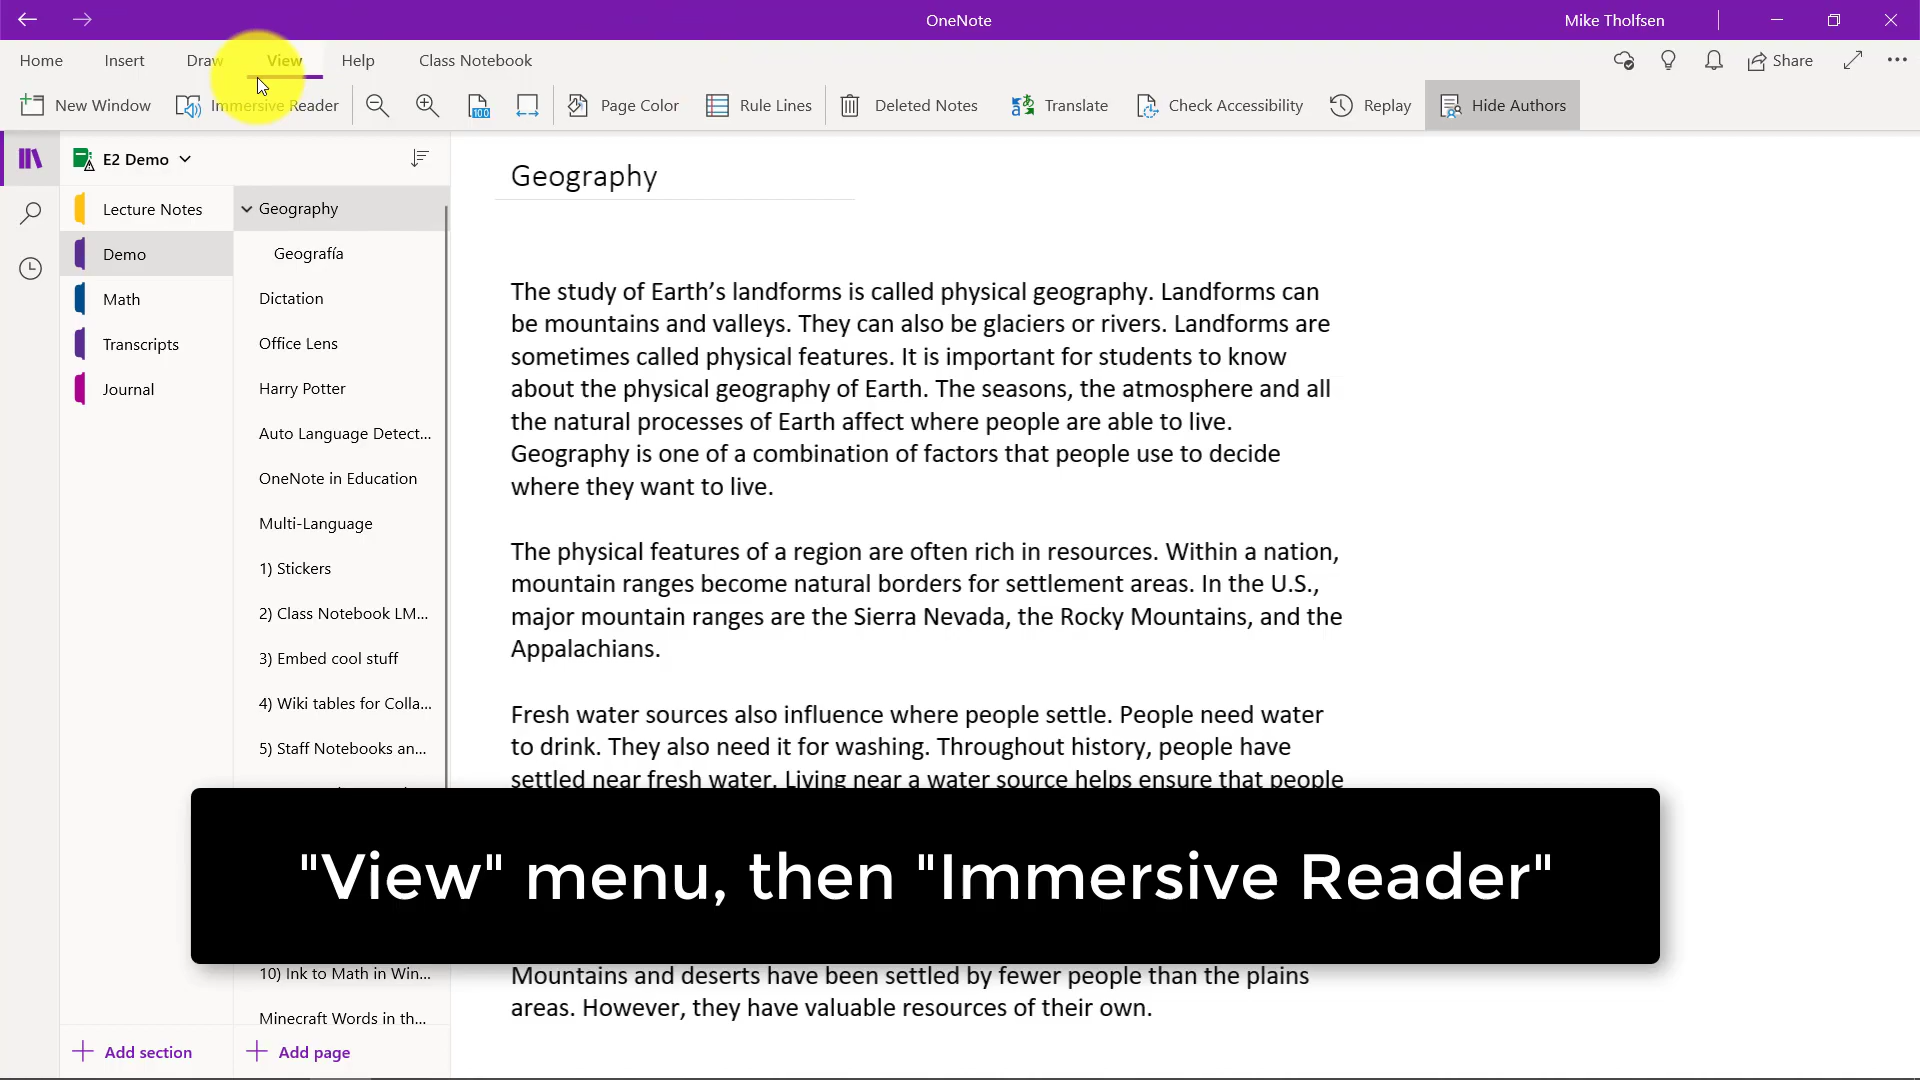 OneNote
Mike Tholfsen
Home
Insert
Draw
View
Help
Class Notebook
Share
New Window
Immersive Reader
100
Page Color
Rule Lines
Deleted Notes
Translate
Check Accessibility
Replay
Hide Authors
E2 Demo
Lecture Notes
Demo
Math
Transcripts
Journal
Geography
Geografía
Dictation
Office Lens
Harry Potter
Auto Language Detect...
OneNote in Education
Multi-Language
1) Stickers
2) Class Notebook LM...
3) Embed cool stuff
4) Wiki tables for Colla...
5) Staff Notebooks an...
10) Ink to Math in Win...
Minecraft Words in th...
Add section
Add page
Geography
The study of Earth’s landforms is called physical geography. Landforms can
be mountains and valleys. They can also be glaciers or rivers. Landforms are
sometimes called physical features. It is important for students to know
about the physical geography of Earth. The seasons, the atmosphere and all
the natural processes of Earth affect where people are able to live.
Geography is one of a combination of factors that people use to decide
where they want to live.
The physical features of a region are often rich in resources. Within a nation,
mountain ranges become natural borders for settlement areas. In the U.S.,
major mountain ranges are the Sierra Nevada, the Rocky Mountains, and the
Appalachians.
Fresh water sources also influence where people settle. People need water
to drink. They also need it for washing. Throughout history, people have
settled near fresh water. Living near a water source helps ensure that people
"View" menu, then "Immersive Reader"
Mountains and deserts have been settled by fewer people than the plains
areas. However, they have valuable resources of their own.